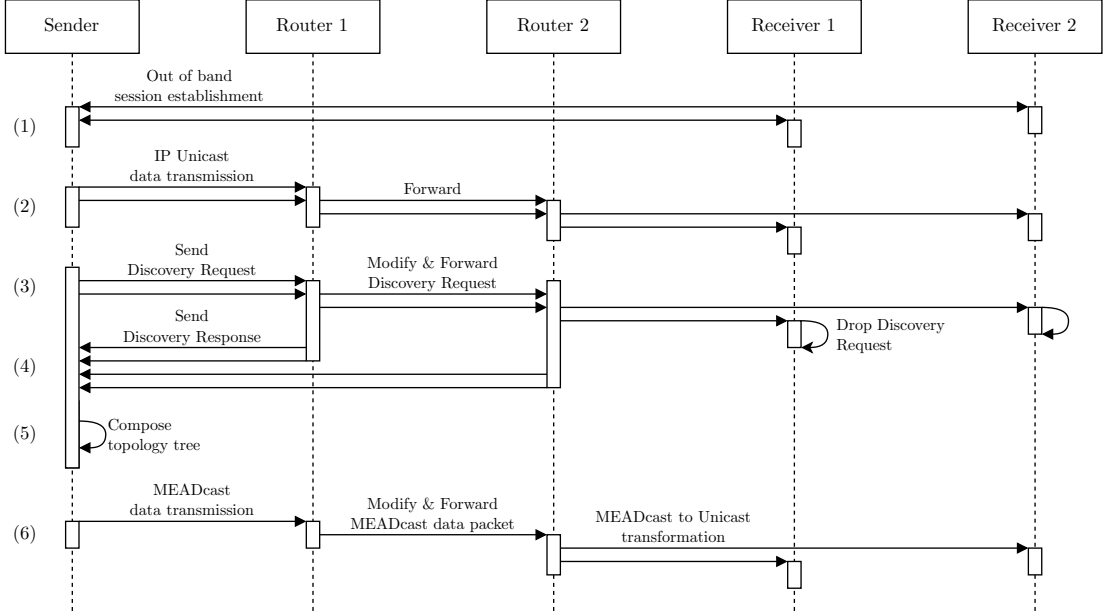 Sender
Router 1
Router 2
Receiver 1
Receiver 2
Out of band
session establishment
(1)
IP Unicast
data transmission
Forward
(2)
Send
Discovery Request
Modify & Forward
Discovery Request
(3)
Send
Discovery Response
Drop Discovery
Request
(4)
Compose
topology tree
(5)
MEADcast
data transmission
Modify & Forward
MEADcast data packet
MEADcast to Unicast
transformation
(6)